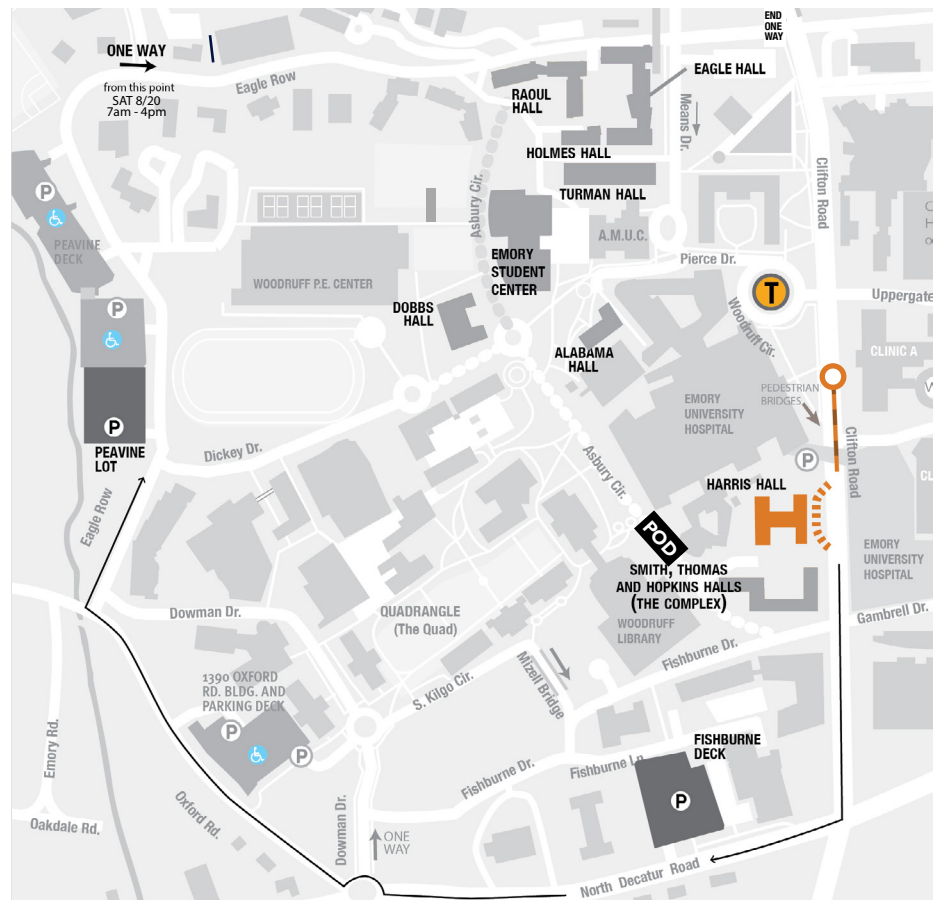 END
ONE
WAY
ONE WAY
from this point
SAT 8/20
7am - 4pm
Eagle Row
EAGLE HALL
RAOUL
HALL
Means Dr.
HOLMES HALL
TURMAN HALL
Clifton Road
P
PEAVINE
DECK
Asbury Cir.
A.M.U.C.
EMORY
STUDENT
CENTER
WOODRUFF P.E. CENTER
Pierce Dr.
T
Uppergate
P
DOBBS
HALL
Woodruff Cir.
ALABAMA
HALL
CLINIC A
W
PEDESTRIAN
BRIDGES
EMORY
UNIVERSITY
HOSPITAL
P
PEAVINE
LOT
Dickey Dr.
Asbury Cir.
P
Clifton Road
HARRIS HALL
CL
Eagle Row
POD
EMORY
UNIVERSITY
HOSPITAL
SMITH, THOMAS
AND HOPKINS HALLS
(THE COMPLEX)
Dowman Dr.
QUADRANGLE
(The Quad)
WOODRUFF
LIBRARY
Gambrell Dr.
Fishburne Dr.
Mizell Bridge
S. Kilgo Cir.
1390 OXFORD
RD. BLDG. AND
PARKING DECK
P
P
Emory Rd.
FISHBURNE
DECK
Fishburne Dr.
Fishburne Ln.
P
Oxford Rd.
Oakdale Rd.
Dowman Dr.
ONE
WAY
North Decatur Road